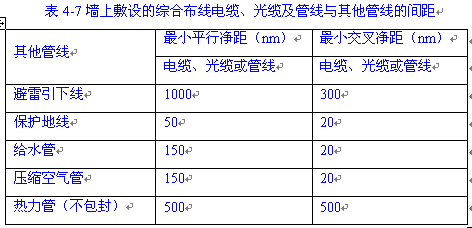 表 4-7 墙上敷设的综合布线电缆、光缆及管线与其他管线的间距
其他管线 最小平行净距（nm） 最小交叉净距（nm）
电缆、光缆或管线 电缆、光缆或管线
避雷引下线 1000 300
保护地线 50 20
给水管 150 20
压缩空气管 150 20
热力管（不包封） 500 500